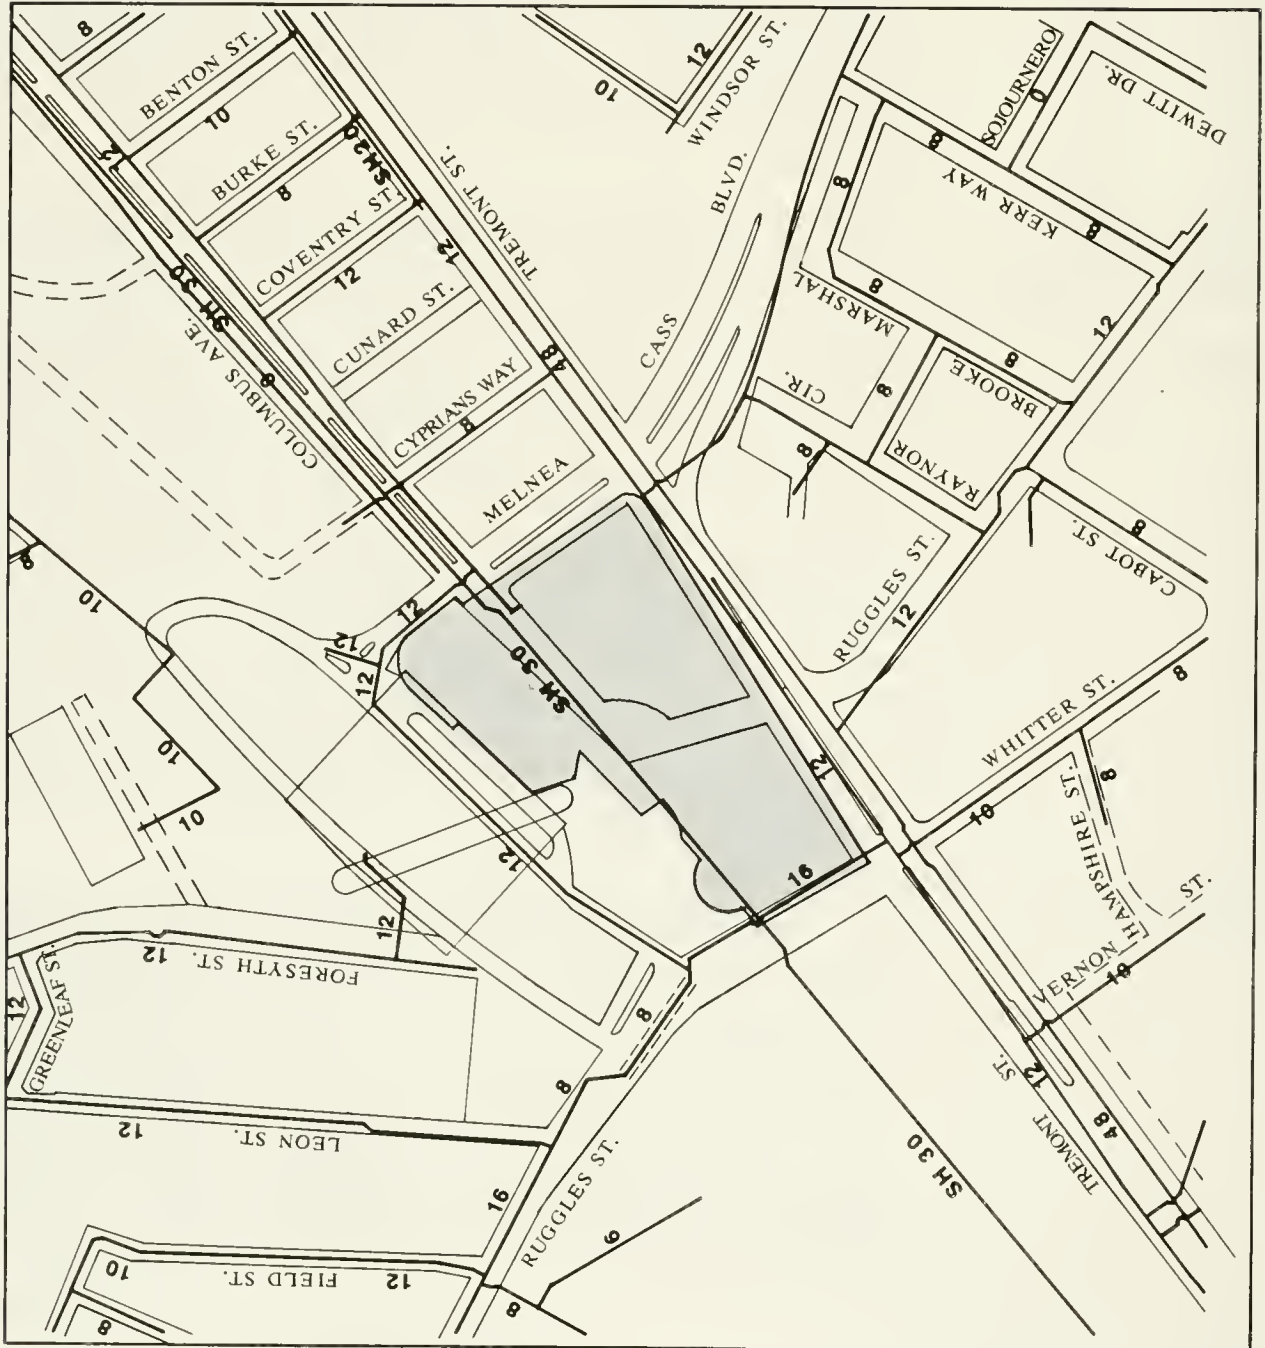 8
BENTON ST.
12
10
BURKE ST.
SH 20
8
COVENTRY ST.
12
12
CUNARD ST.
SH 30
COLUMBUS AVE.
CYPRIANS WAY
8
48
MELNEA
CASS
BLVD.
TREMONT ST.
10
12
WINDSOR ST.
SOJOURNERO
DEWITT DR.
8
KERR WAY
8
8
8
MARSHAL
CIR.
8
8
BROOKE
RAYNOR
12
8
RUGGLES ST.
12
8
CABOT ST.
8
10
12
12
12
SH 30
10
10
12
12
16
12
WHITTER ST.
8
10
HAMPSHIRE ST.
8
VERNON ST.
10
12
FORESYTH ST.
12
GREENLEAF ST.
8
8
12
LEON ST.
16
RUGGLES ST.
SH 30
TREMONT ST.
12
48
10
FIELD ST.
12
8
8